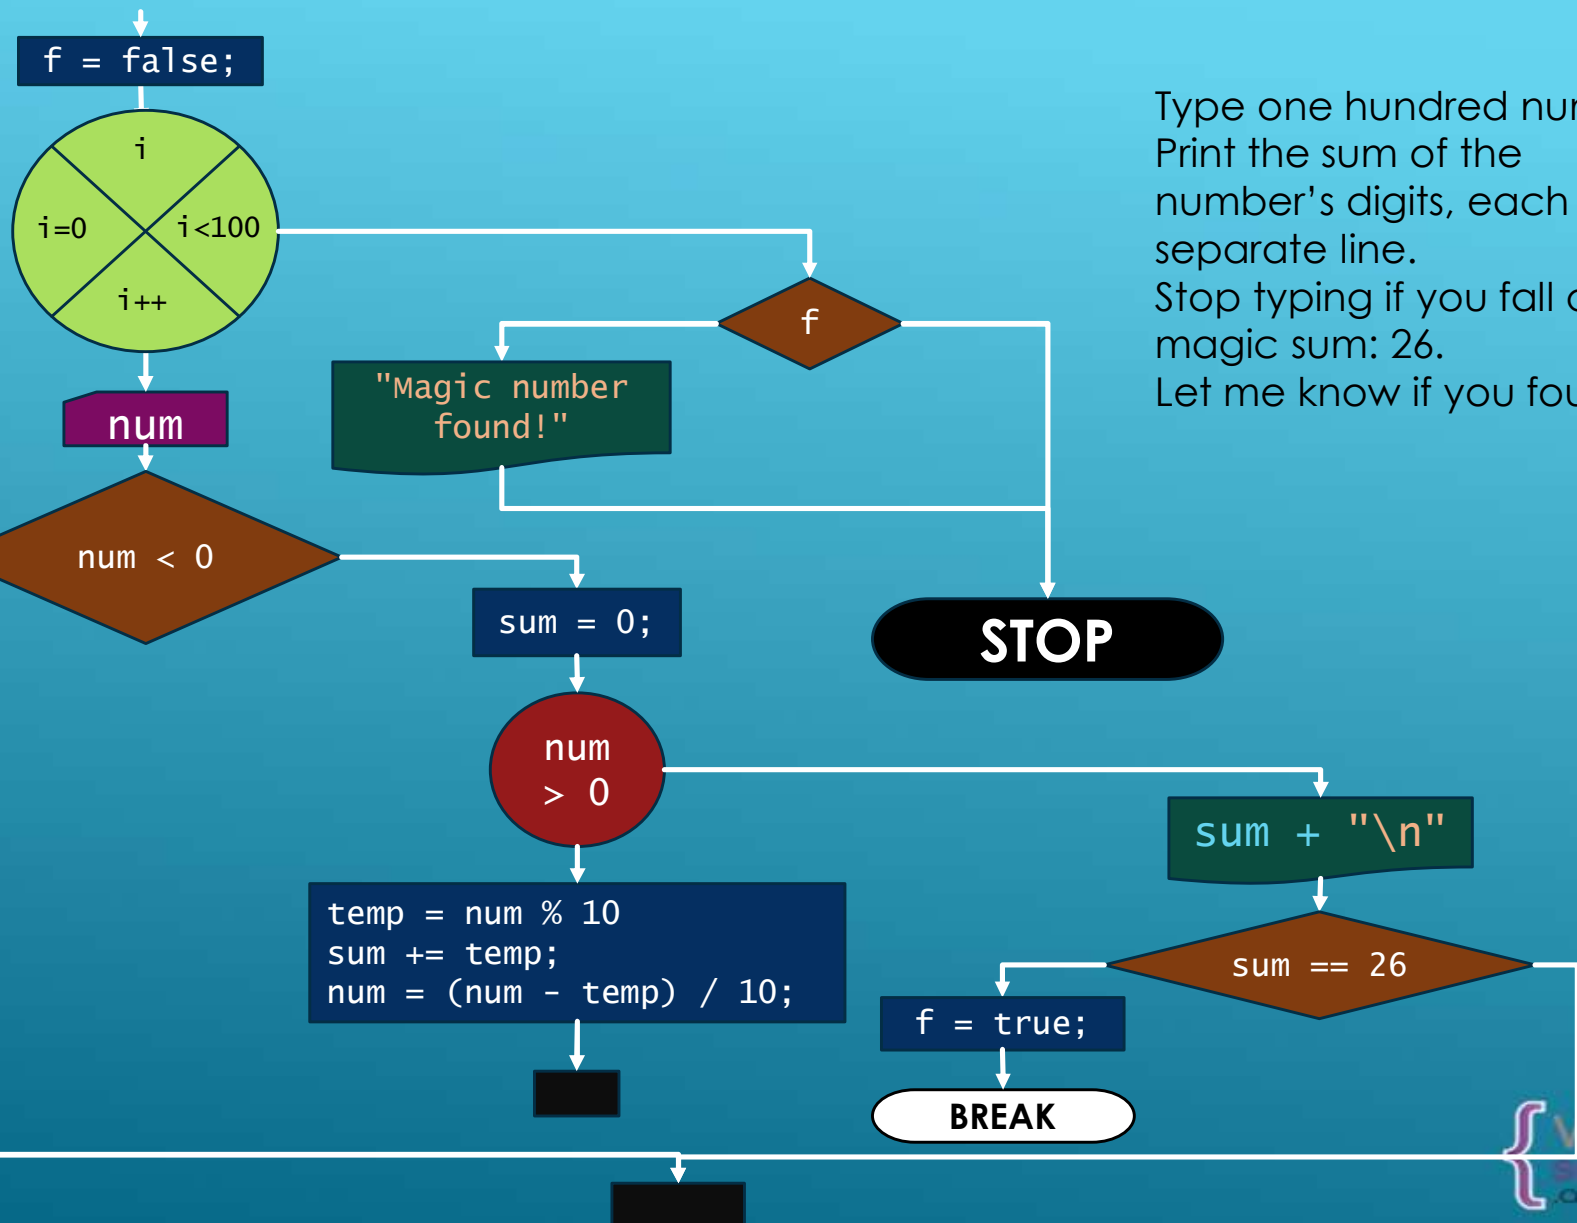 f = false;
i
i=0
i<100
i++
num
num < 0
f
"Magic number
found!"
STOP
sum = 0;
num
> 0
temp = num % 10
sum += temp;
num = (num - temp) / 10;
sum + "\n"
sum == 26
f = true;
BREAK
Type one hundred
Print the sum of the
number's digits, each
separate line.
Stop typing if you fall
magic sum: 26.
Let me know if you